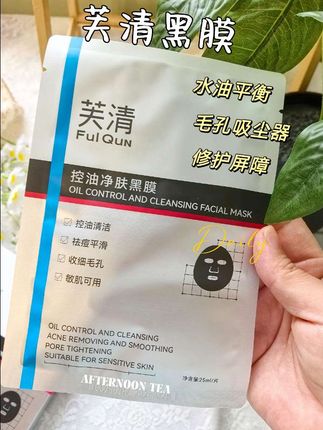 芙清黑膜
水油平衡
毛孔吸尘器
修护屏障
芙清
FUI QUN
控油净肤黑膜
OIL CONTROL AND CLEANSING FACIAL MASK
Daily
控油清洁
祛痘平滑
收细毛孔
敏肌可用
OIL CONTROL AND CLEANSING
ACNE REMOVING AND SMOOTHING
PORE TIGHTENING
SUITABLE FOR SENSITIVE SKIN
净含量25ml/片
AFTERNOON TEA